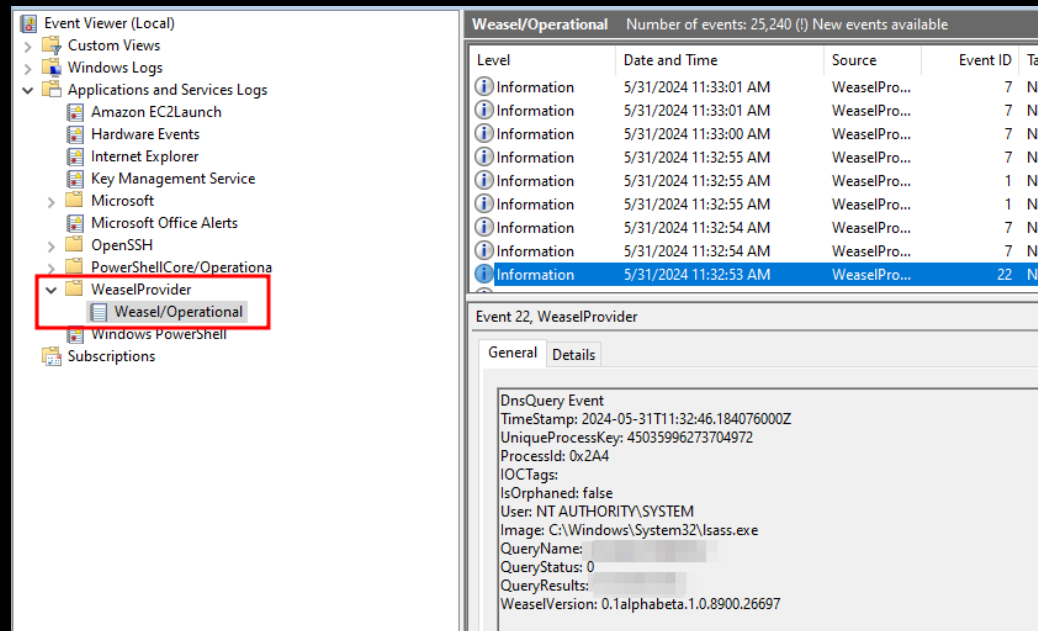 Event Viewer (Local)
Custom Views
Windows Logs
Applications and Services Logs
Amazon EC2Launch
Hardware Events
Internet Explorer
Key Management Service
Microsoft
Microsoft Office Alerts
OpenSSH
PowerShellCore/Operationa
WeaselProvider
Weasel/Operational
Windows PowerShell
Subscriptions
Weasel/Operational Number of events: 25,240 (!) New events available
Level Date and Time Source Event ID Ta
Information 5/31/2024 11:33:01 AM WeaselPro... 7 N
Information 5/31/2024 11:33:01 AM WeaselPro... 7 N
Information 5/31/2024 11:33:00 AM WeaselPro... 7 N
Information 5/31/2024 11:32:55 AM WeaselPro... 7 N
Information 5/31/2024 11:32:55 AM WeaselPro... 1 N
Information 5/31/2024 11:32:55 AM WeaselPro... 1 N
Information 5/31/2024 11:32:54 AM WeaselPro... 7 N
Information 5/31/2024 11:32:54 AM WeaselPro... 7 N
Information 5/31/2024 11:32:53 AM WeaselPro... 22 N
Event 22, WeaselProvider
General Details
DnsQuery Event
TimeStamp: 2024-05-31T11:32:46.184076000Z
UniqueProcessKey: 45035996273704972
ProcessId: 0x2A4
IOCTags:
IsOrphaned: false
User: NT AUTHORITY\SYSTEM
Image: C:\Windows\System32\lsass.exe
QueryName:
QueryStatus: 0
QueryResults:
WeaselVersion: 0.1alphabeta.1.0.8900.26697